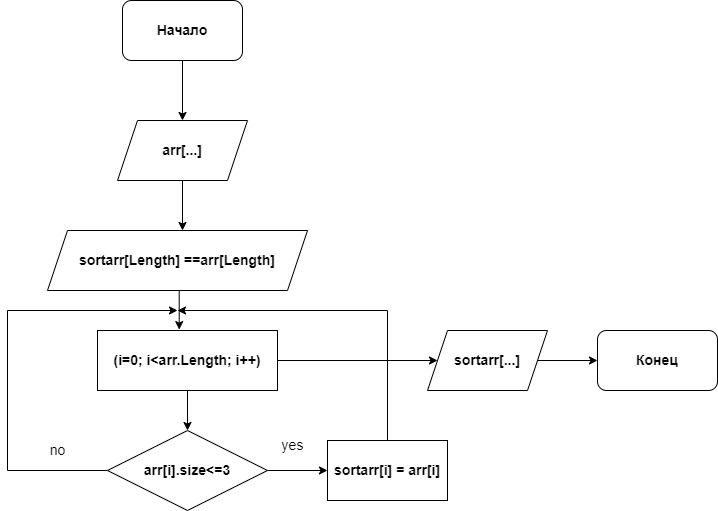 Начало
arr[...]
sortarr[Length] ==arr[Length]
(i=0; i<arr.Length; i++)
sortarr[...]
Конец
no
arr[i].size<=3
yes
sortarr[i] = arr[i]